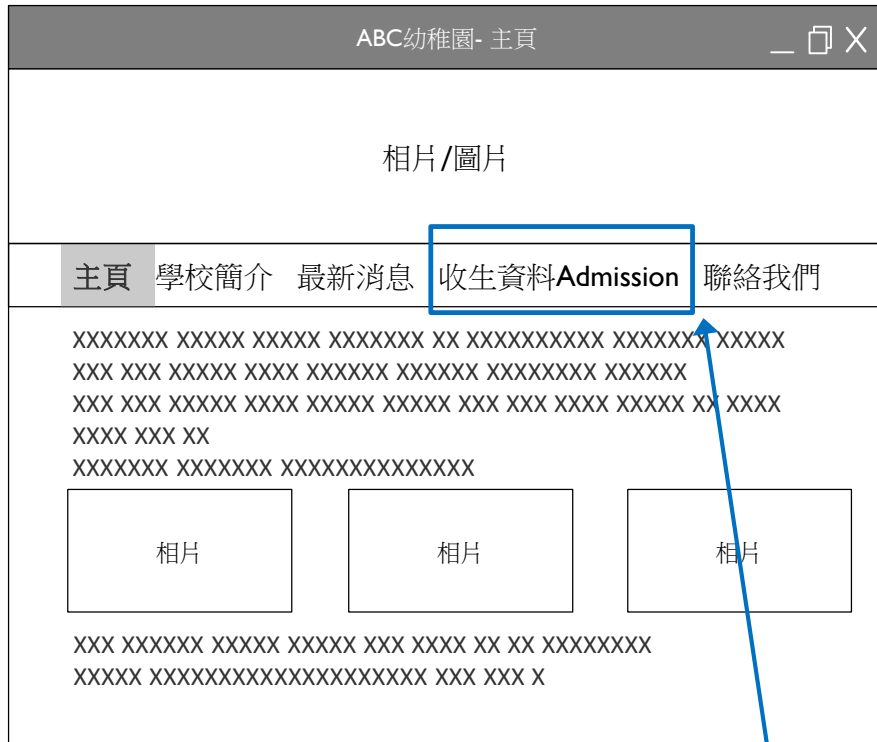 ABC幼稚園- 主頁
相片/圖片
主頁 學校簡介 最新消息 收生資料Admission 聯絡我們
XXXXXXX XXXXX XXXXX XXXXXXX XX XXXXXXXXXX XXXXXXX XXXXX
XXX XXX XXXXX XXXX XXXXXX XXXXXX XXXXXXXX XXXXXX
XXX XXX XXXXX XXXX XXXXX XXXXX XXX XXX XXXX XXXXX XX XXXX
XXXX XXX XX
XXXXXXX XXXXXXX XXXXXXXXXXXXXX
相片 相片 相片
XXX XXXXXX XXXXX XXXXX XXX XXXX XX XX XXXXXXXX
XXXXX XXXXXXXXXXXXXXXXXXXX XXX XXX X